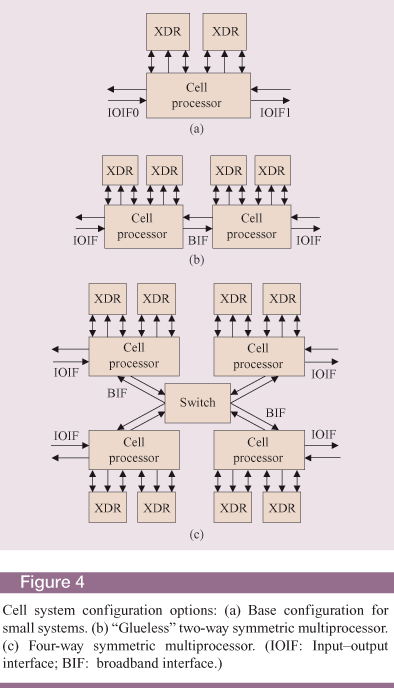 XDR XDR
Cell
processor
IOIF0 IOIF1
(a)
XDR XDR XDR XDR
Cell Cell
processor processor
IOIF BIF IOIF
(b)
XDR XDR XDR XDR
Cell Cell
processor processor
IOIF IOIF
BIF
Switch
BIF
IOIF IOIF
Cell Cell
processor processor
XDR XDR XDR XDR
(c)
Figure 4
Cell system configuration options: (a) Base configuration for
small systems. (b) “Glueless” two-way symmetric multiprocessor.
(c) Four-way symmetric multiprocessor. (IOIF: Input–output
interface; BIF: broadband interface.)